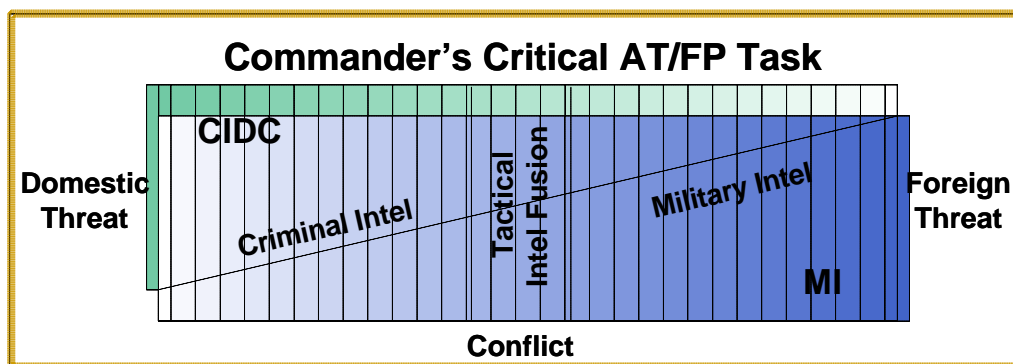 Commander’s Critical AT/FP Task
CIDC
Domestic
Threat
Criminal Intel
Tactical
Intel Fusion
Military Intel
MI
Foreign
Threat
Conflict